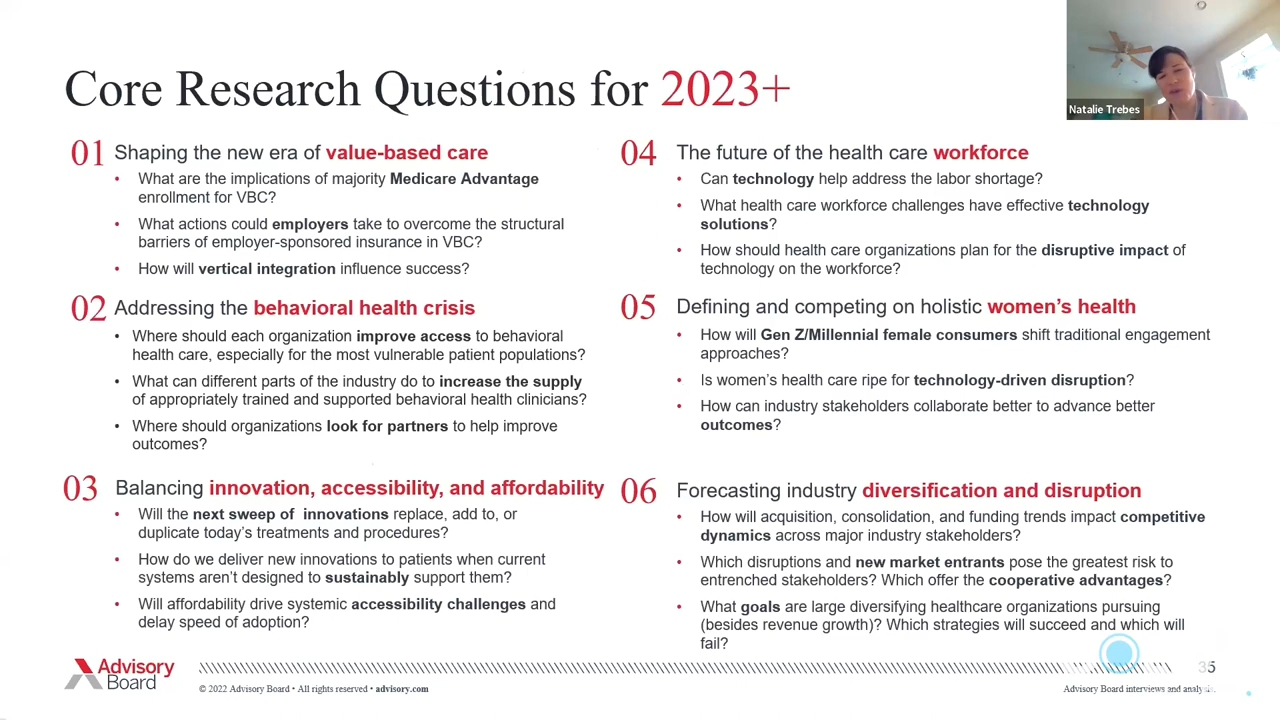 Core Research Questions for 2023+
Natalie Trebes
01 Shaping the new era of value-based care
• What are the implications of majority Medicare Advantage
enrollment for VBC?
• What actions could employers take to overcome the structural
barriers of employer-sponsored insurance in VBC?
• How will vertical integration influence success?
02 Addressing the behavioral health crisis
• Where should each organization improve access to behavioral
health care, especially for the most vulnerable patient populations?
• What can different parts of the industry do to increase the supply
of appropriately trained and supported behavioral health clinicians?
• Where should organizations look for partners to help improve
outcomes?
03 Balancing innovation, accessibility, and affordability
• Will the next sweep of innovations replace, add to, or
duplicate today's treatments and procedures?
• How do we deliver new innovations to patients when current
systems aren't designed to sustainably support them?
• Will affordability drive systemic accessibility challenges and
delay speed of adoption?
04 The future of the health care workforce
• Can technology help address the labor shortage?
• What health care workforce challenges have effective technology
solutions?
• How should health care organizations plan for the disruptive impact of
technology on the workforce?
05 Defining and competing on holistic women's health
• How will Gen Z/Millennial female consumers shift traditional engagement
approaches?
• Is women's health care ripe for technology-driven disruption?
• How can industry stakeholders collaborate better to advance better
outcomes?
06 Forecasting industry diversification and disruption
• How will acquisition, consolidation, and funding trends impact competitive
dynamics across major industry stakeholders?
• Which disruptions and new market entrants pose the greatest risk to
entrenched stakeholders? Which offer the cooperative advantages?
• What goals are large diversifying healthcare organizations pursuing
(besides revenue growth)? Which strategies will succeed and which will
fail?
Advisory
Board
35
© 2022 Advisory Board • All rights reserved • advisory.com
Advisory Board interviews and analysis.